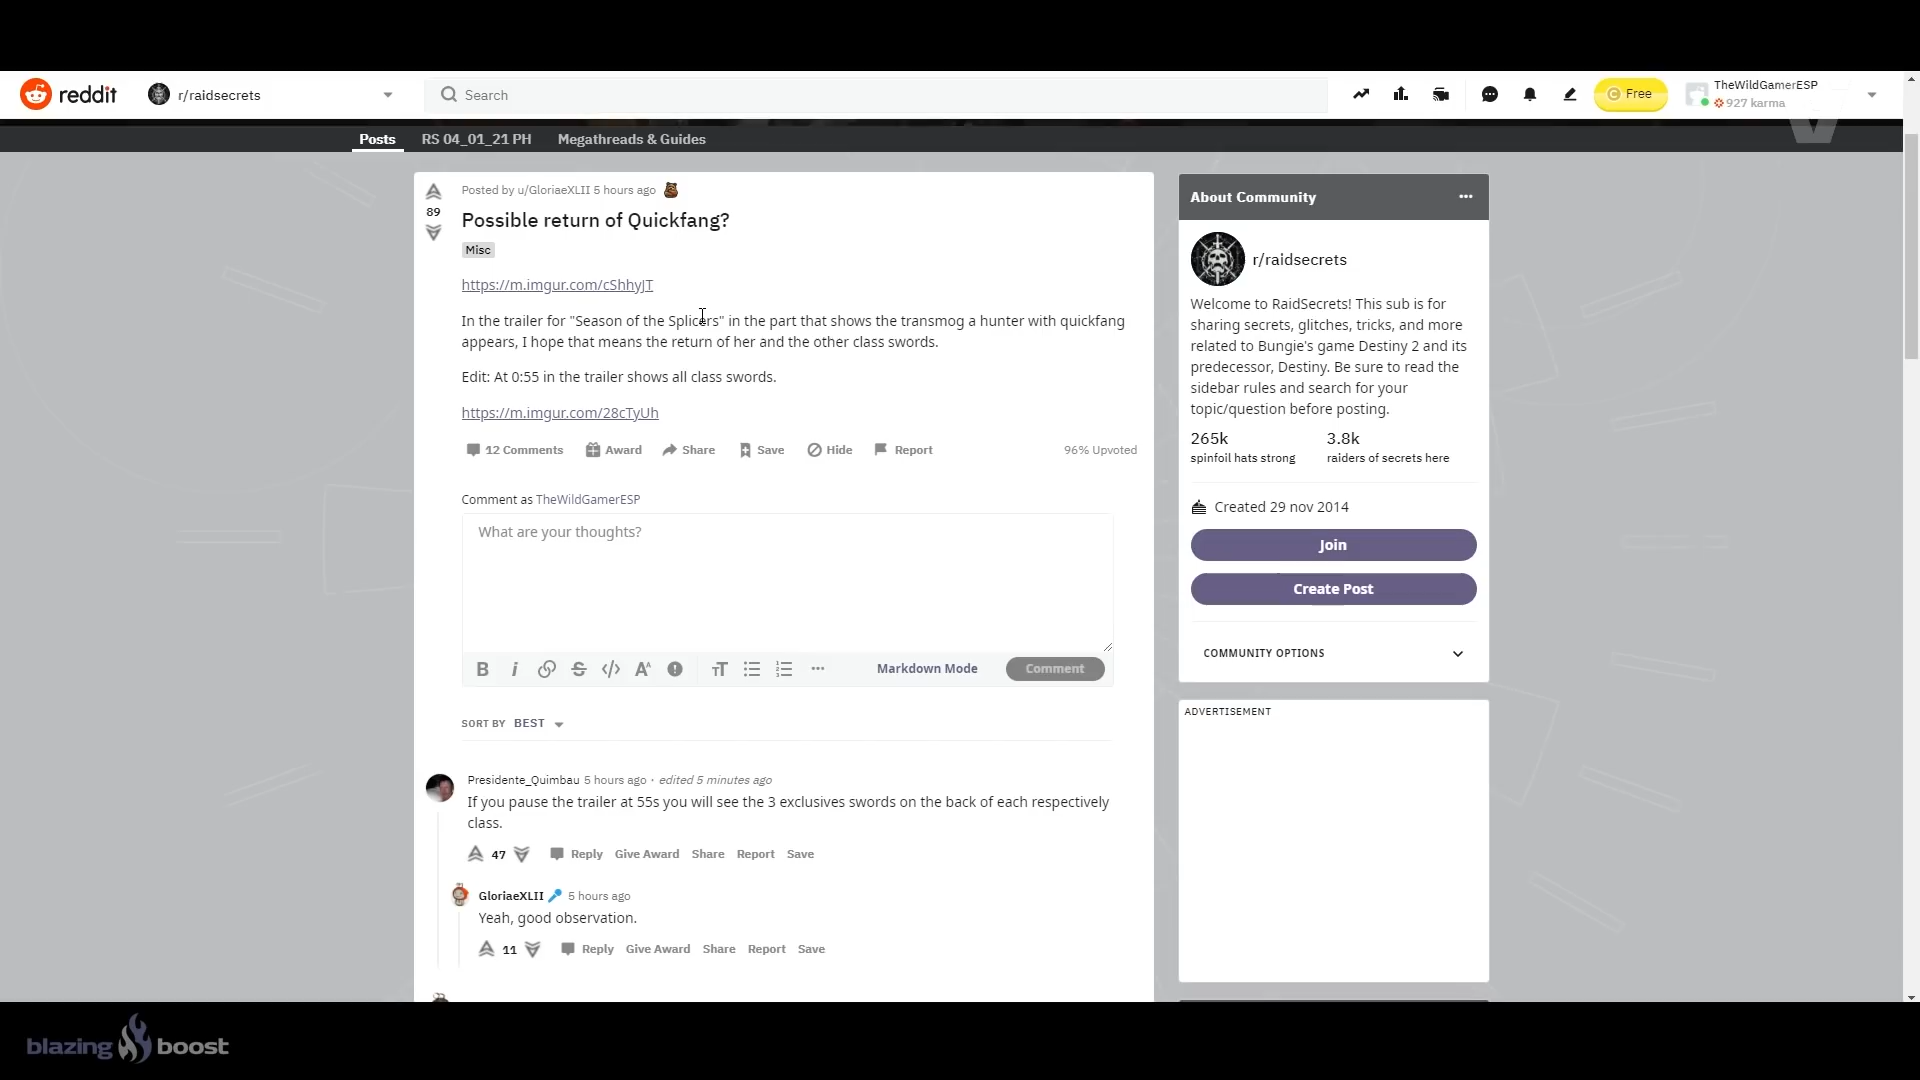 reddit r/raidsecrets Search Free TheWildGamerESP
927 karma
Posts RS 04_01_21 PH Megathreads & Guides
Posted by u/GloriaeXLII 5 hours ago
89
Possible return of Quickfang?
Misc
https://m.imgur.com/cShhyJT
In the trailer for "Season of the Splicers" in the part that shows the transmog a hunter with quickfang
appears, I hope that means the return of her and the other class swords.
Edit: At 0:55 in the trailer shows all class swords.
https://m.imgur.com/28cTyUh
12 Comments Award Share Save Hide Report 96% Upvoted
Comment as TheWildGamerESP
What are your thoughts?
B i S </> A TT Markdown Mode Comment
SORT BY BEST
Presidente_Quimbau 5 hours ago · edited 5 minutes ago
If you pause the trailer at 55s you will see the 3 exclusives swords on the back of each respectively
class.
47 Reply Give Award Share Report Save
GloriaeXLII 5 hours ago
Yeah, good observation.
11 Reply Give Award Share Report Save
About Community
r/raidsecrets
Welcome to RaidSecrets! This sub is for
sharing secrets, glitches, tricks, and more
related to Bungie's game Destiny 2 and its
predecessor, Destiny. Be sure to read the
sidebar rules and search for your
topic/question before posting.
265k 3.8k
spinfoil hats strong raiders of secrets here
Created 29 nov 2014
Join
Create Post
COMMUNITY OPTIONS
ADVERTISEMENT
blazing boost